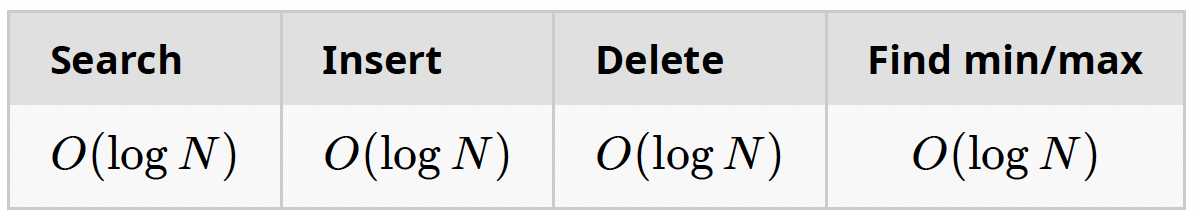 Search Insert Delete Find min/max
O(log N) O(log N) O(log N) O(log N)